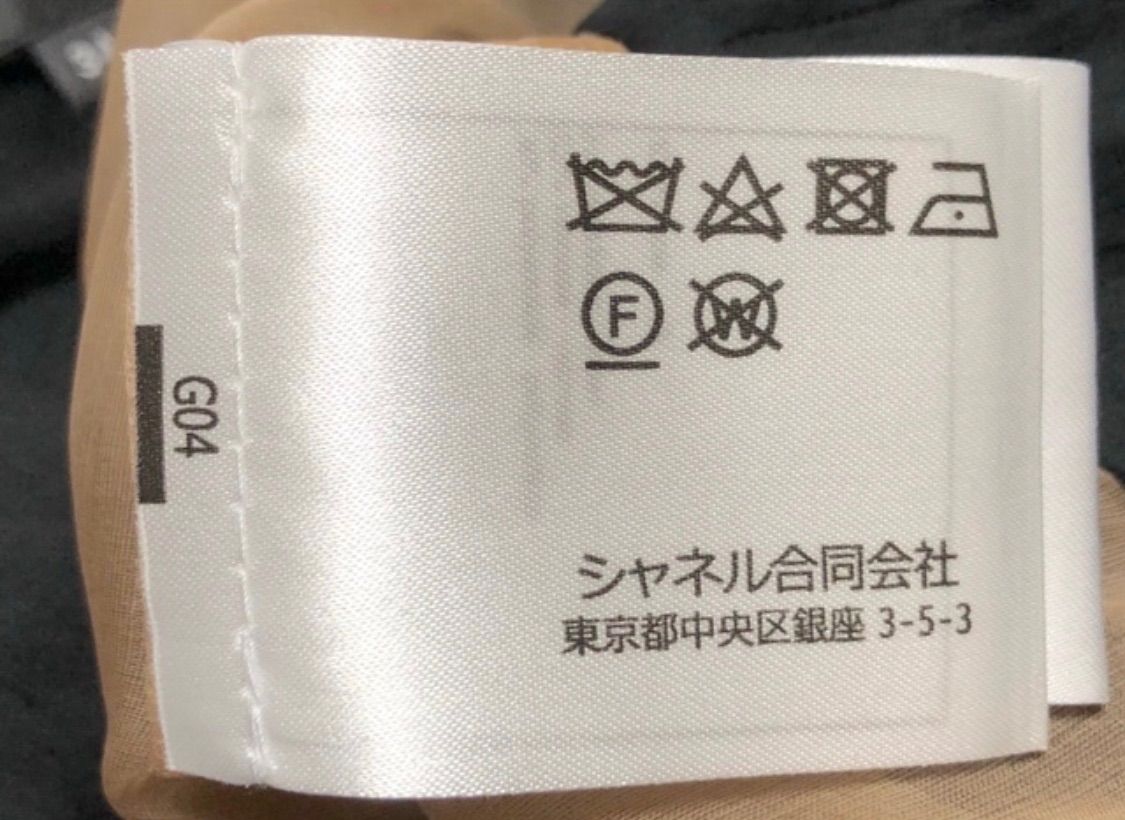 F W
シャネル合同会社
東京都中央区銀座 3-5-3
G04